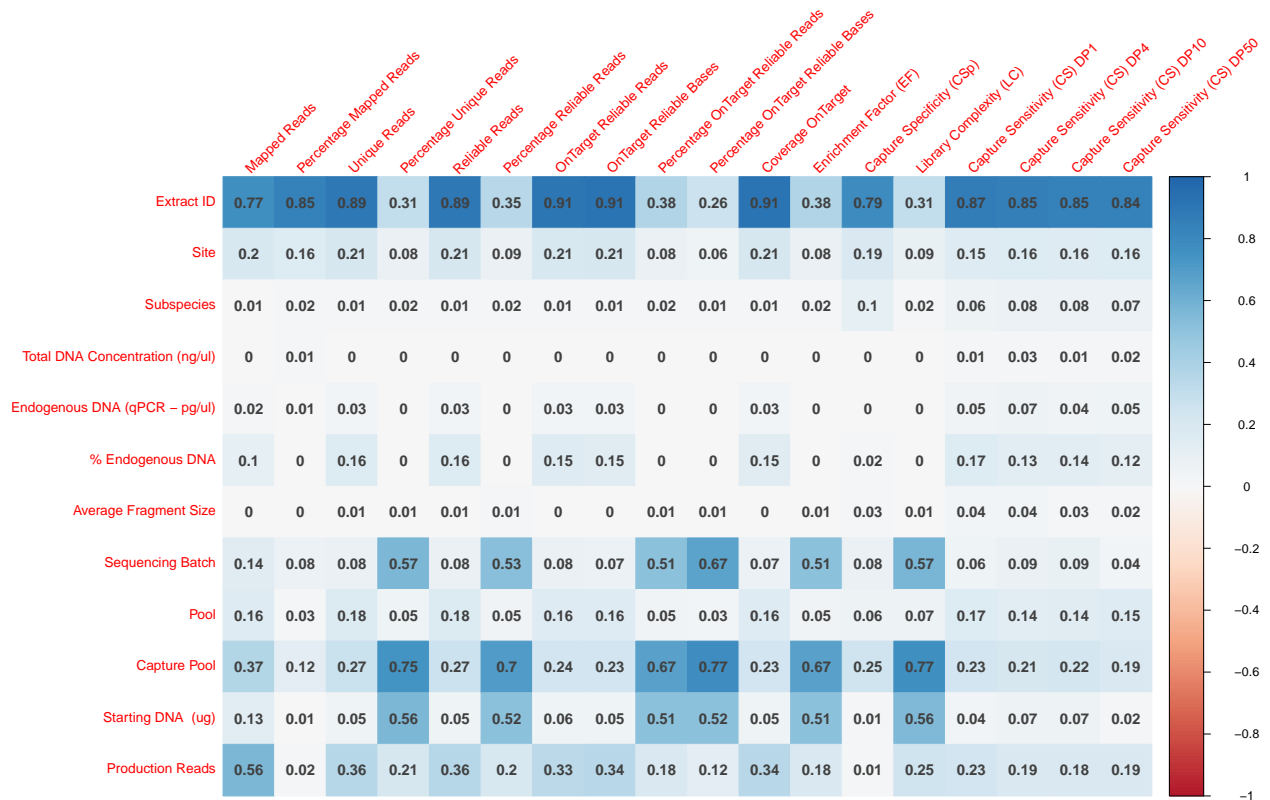 Mapped Reads
Percentage Mapped Reads
Unique Reads
Percentage Unique Reads
Reliable Reads
Percentage Reliable Reads
OnTarget Reliable Reads
OnTarget Reliable Bases
Percentage OnTarget Reliable Reads
Percentage OnTarget Reliable Bases
Coverage OnTarget
Enrichment Factor (EF)
Capture Specificity (CSp)
Library Complexity (LC)
Capture Sensitivity (CS) DP1
Capture Sensitivity (CS) DP4
Capture Sensitivity (CS) DP10
Capture Sensitivity (CS) DP50
Extract ID 0.77 0.85 0.89 0.31 0.89 0.35 0.91 0.91 0.38 0.26 0.91 0.38 0.79 0.31 0.87 0.85 0.85 0.84
Site 0.2 0.16 0.21 0.08 0.21 0.09 0.21 0.21 0.08 0.06 0.21 0.08 0.19 0.09 0.15 0.16 0.16 0.16
Subspecies 0.01 0.02 0.01 0.02 0.01 0.02 0.01 0.01 0.02 0.01 0.01 0.02 0.1 0.02 0.06 0.08 0.08 0.07
Total DNA Concentration (ng/ul) 0 0.01 0 0 0 0 0 0 0 0 0 0 0 0 0.01 0.03 0.01 0.02
Endogenous DNA (qPCR – pg/ul) 0.02 0.01 0.03 0 0.03 0 0.03 0.03 0 0 0.03 0 0 0 0.05 0.07 0.04 0.05
% Endogenous DNA 0.1 0 0.16 0 0.16 0 0.15 0.15 0 0 0.15 0 0.02 0 0.17 0.13 0.14 0.12
Average Fragment Size 0 0 0.01 0.01 0.01 0.01 0 0 0.01 0.01 0 0.01 0.03 0.01 0.04 0.04 0.03 0.02
Sequencing Batch 0.14 0.08 0.08 0.57 0.08 0.53 0.08 0.07 0.51 0.67 0.07 0.51 0.08 0.57 0.06 0.09 0.09 0.04
Pool 0.16 0.03 0.18 0.05 0.18 0.05 0.16 0.16 0.05 0.03 0.16 0.05 0.06 0.07 0.17 0.14 0.14 0.15
Capture Pool 0.37 0.12 0.27 0.75 0.27 0.7 0.24 0.23 0.67 0.77 0.23 0.67 0.25 0.77 0.23 0.21 0.22 0.19
Starting DNA (ug) 0.13 0.01 0.05 0.56 0.05 0.52 0.06 0.05 0.51 0.52 0.05 0.51 0.01 0.56 0.04 0.07 0.07 0.02
Production Reads 0.56 0.02 0.36 0.21 0.36 0.2 0.33 0.34 0.18 0.12 0.34 0.18 0.01 0.25 0.23 0.19 0.18 0.19
1
0.8
0.6
0.4
0.2
0
−0.2
−0.4
−0.6
−0.8
−1